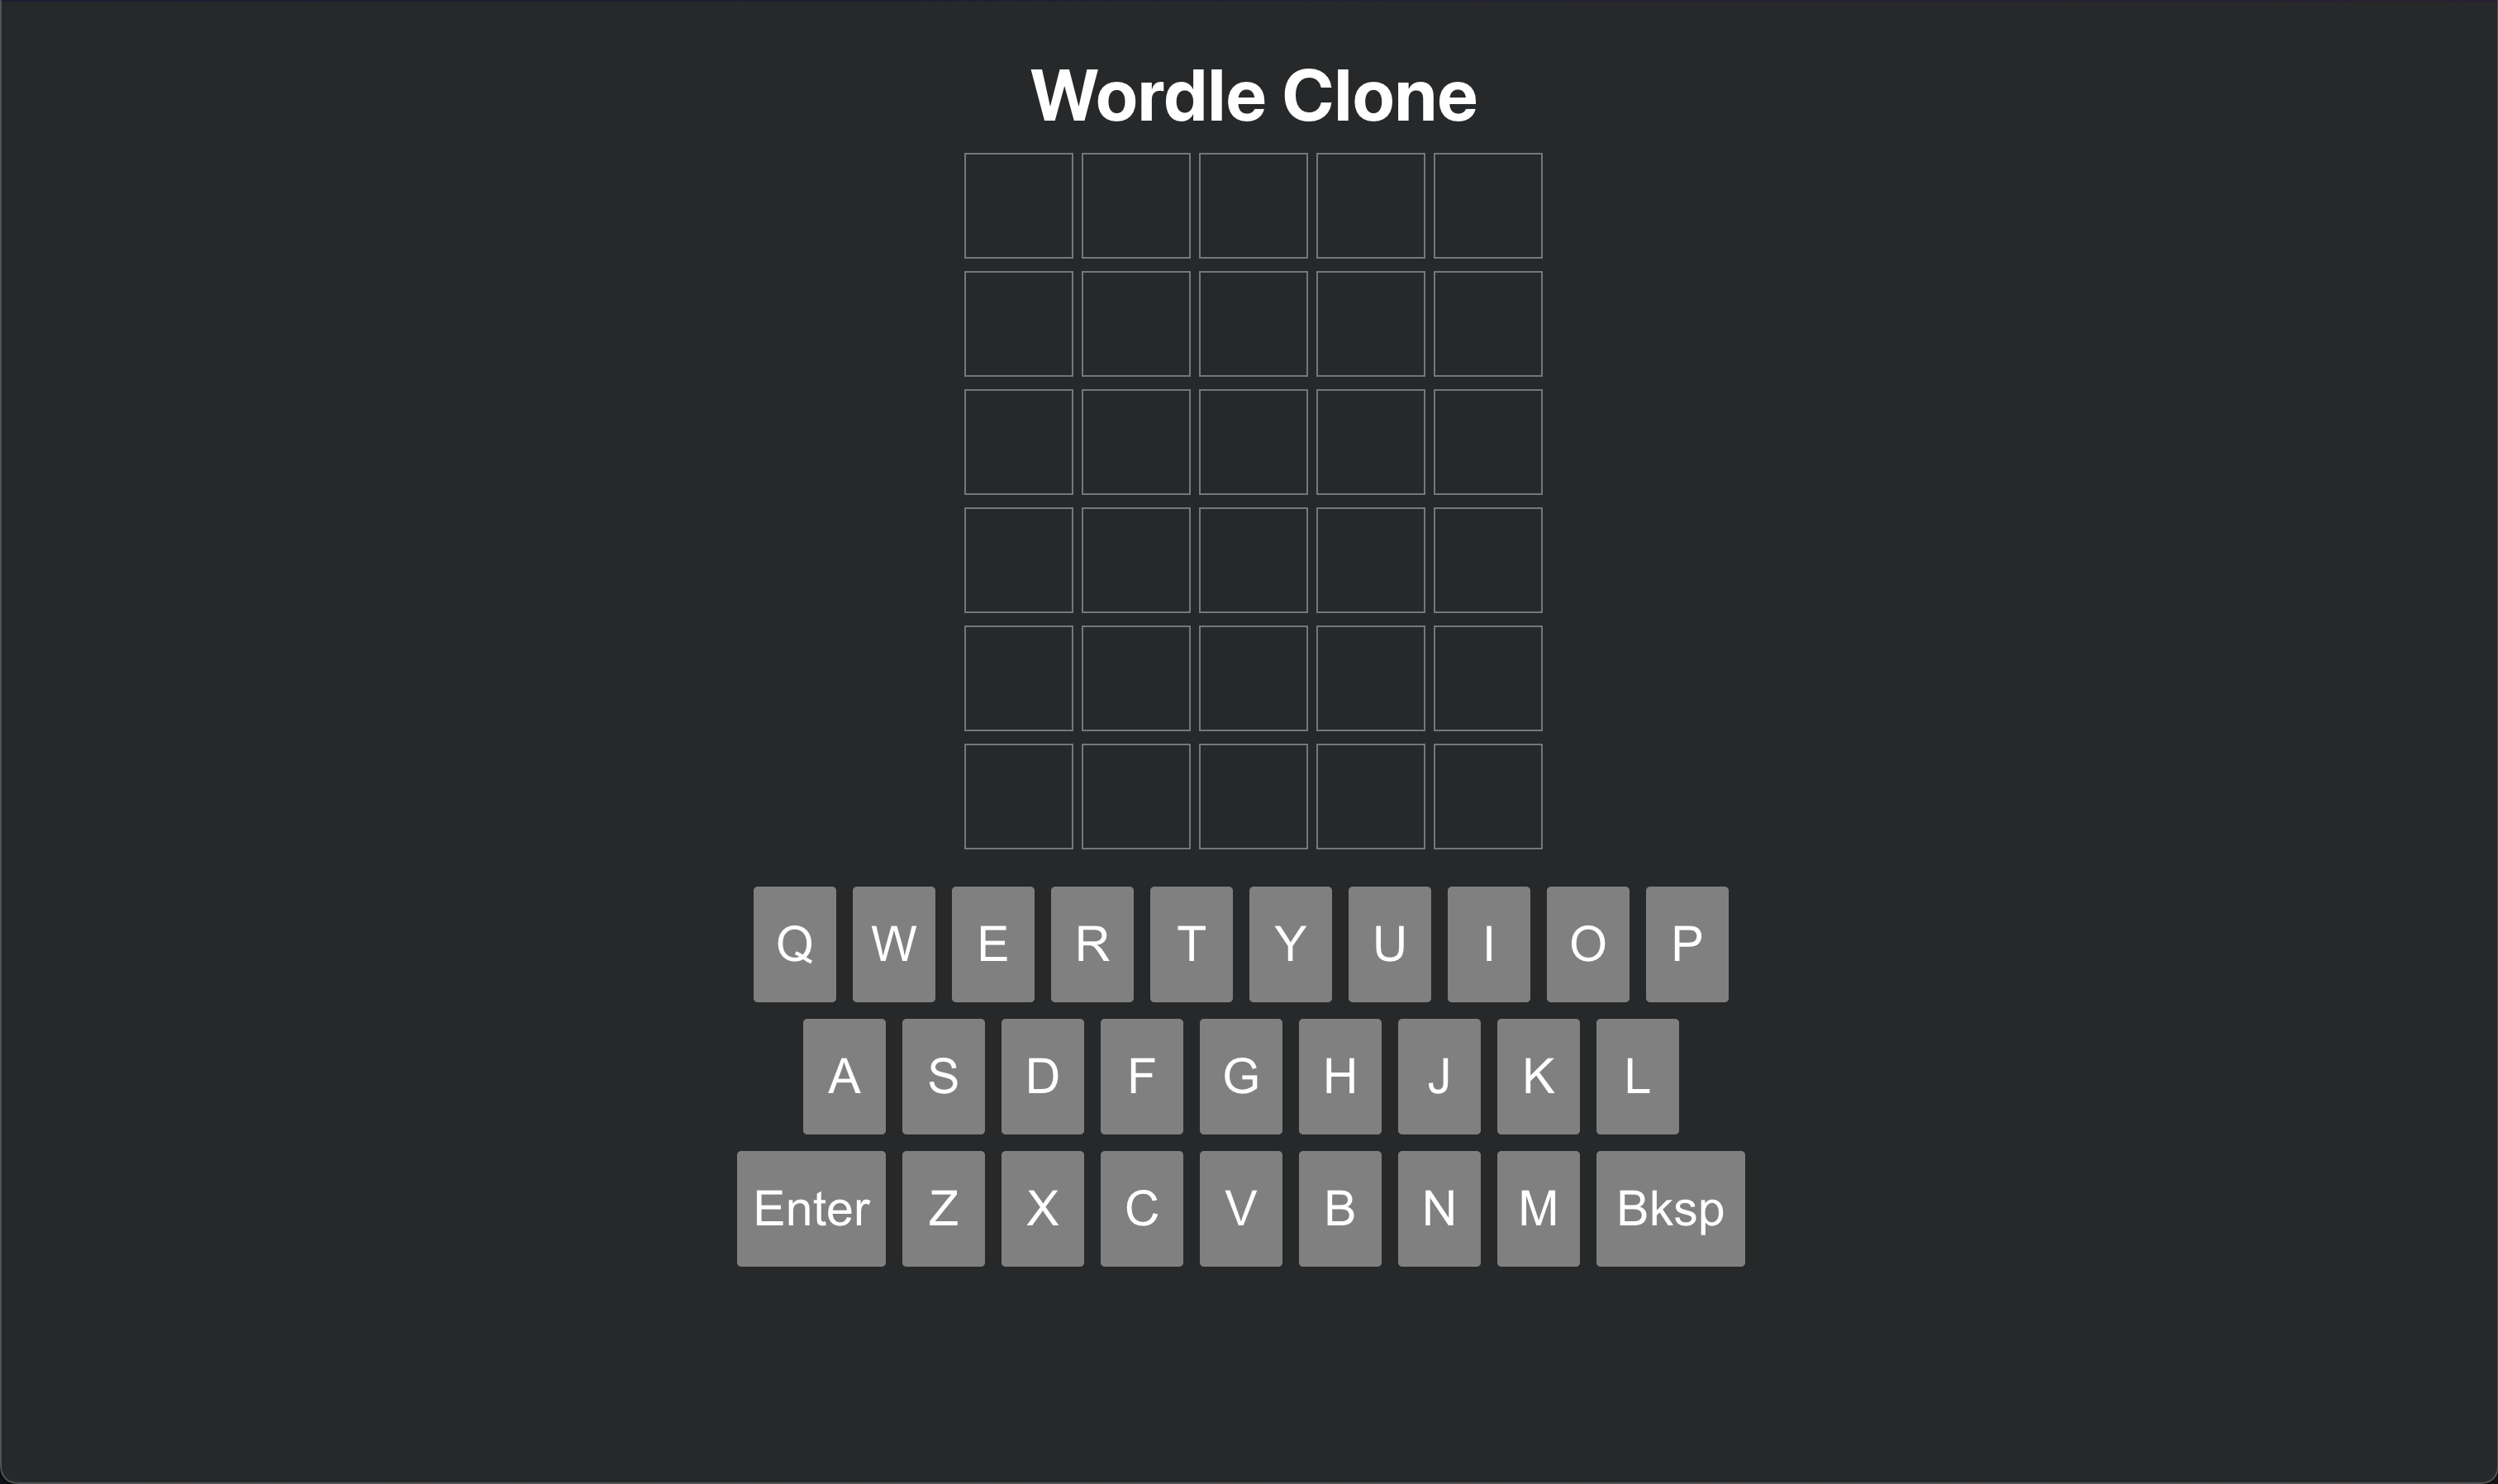 Wordle Clone
Q W E R T Y U I O P
A S D F G H J K L
Enter Z X C V B N M Bksp